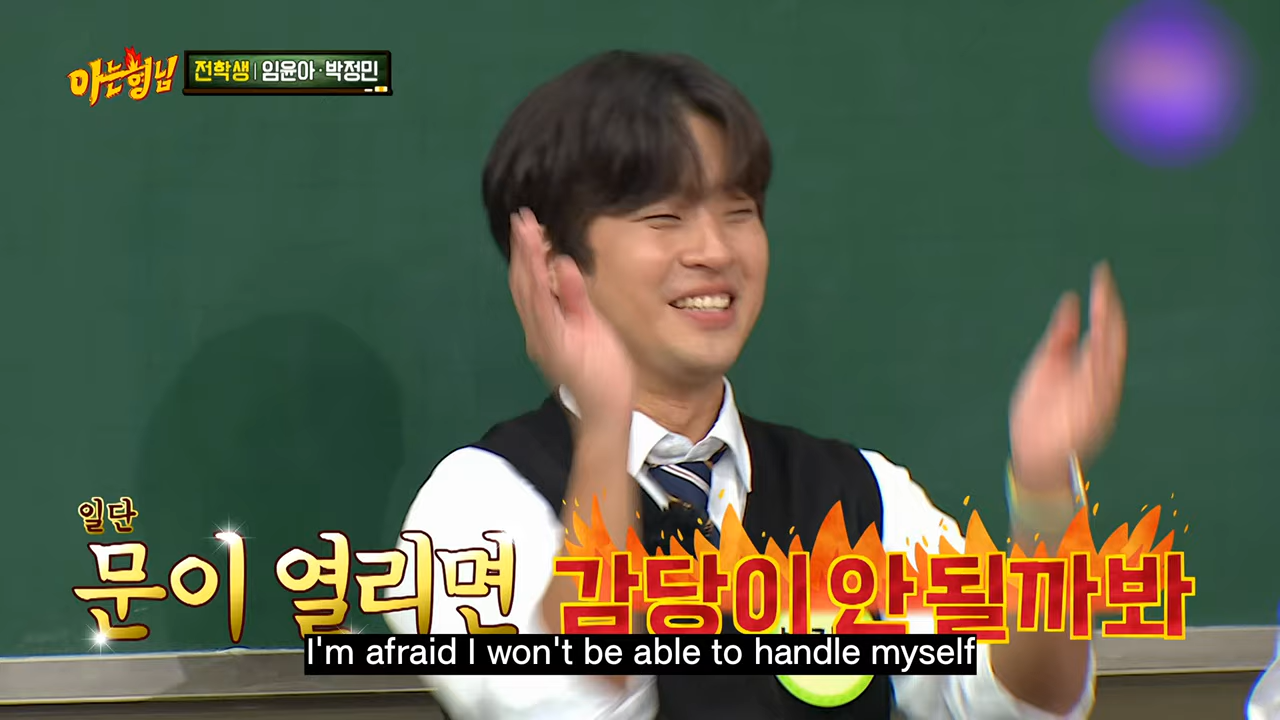 아는형님
전학생 | 임윤아·박정민
일단
문이 열리면 감당이 안 될까 봐
I'm afraid I won't be able to handle myself